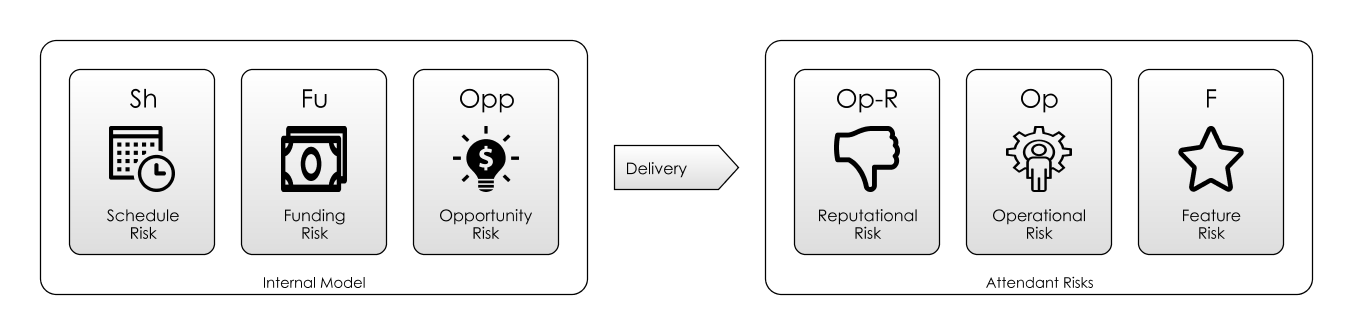 Sh
Schedule
Risk
Fu
Funding
Risk
Opp
$
Opportunity
Risk
Internal Model
Delivery
Op-R
Reputational
Risk
Op
Operational
Risk
F
Feature
Risk
Attendant Risks